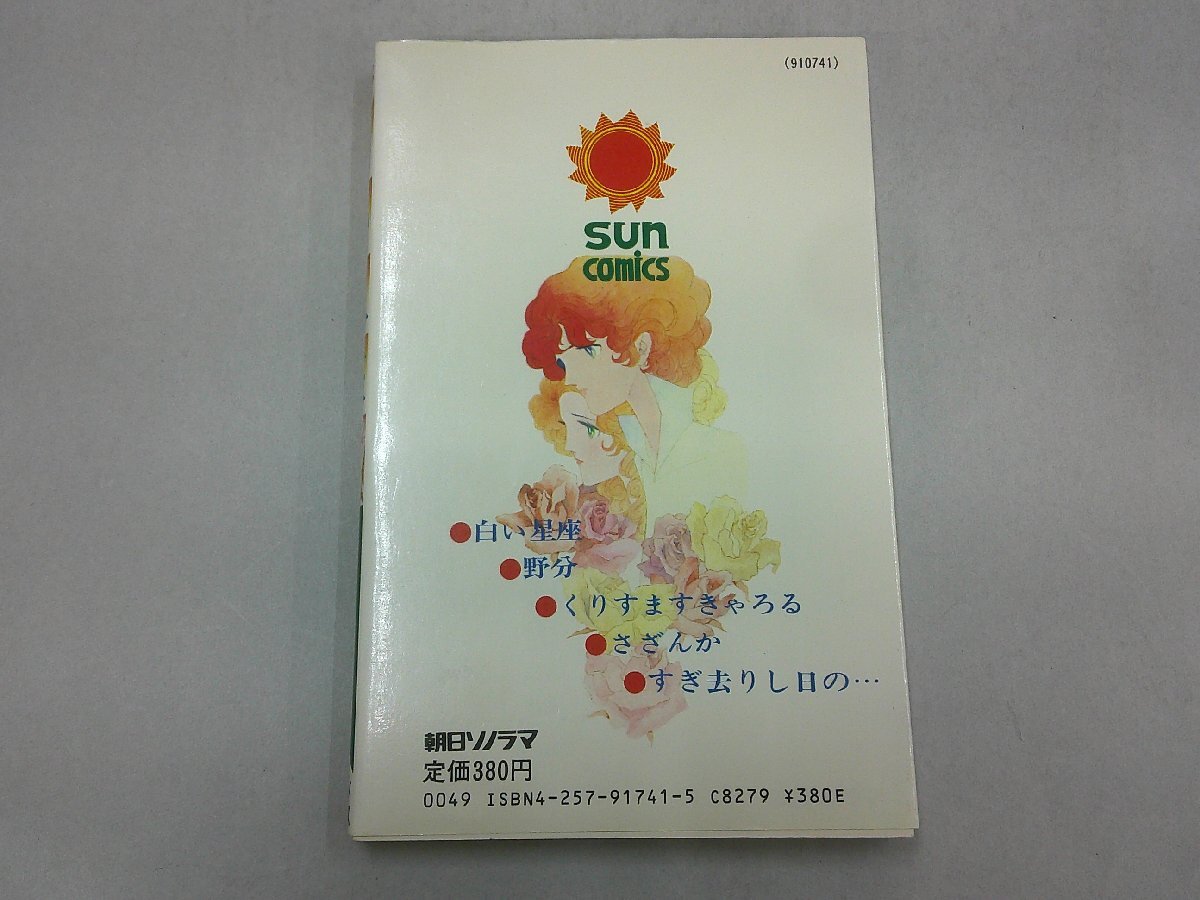 (910741)
sun
comics
●白い星座
●野分
●くりすますきゃろる
●さざんか
●すぎ去りし日の…
朝日ソノラマ
定価380円
0049 ISBN4-257-91741-5 C8279 ¥380E